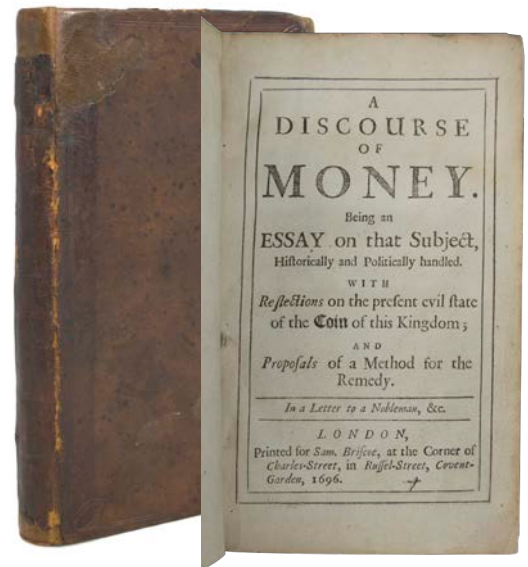 A
DISCOURSE
OF
MONEY.
Being an
ESSAY on that Subject,
Hiſtorically and Politically handled.
WITH
Reflections on the preſent evil ſtate
of the Coin of this Kingdom;
AND
Propoſals of a Method for the
Remedy.
In a Letter to a Nobleman, &c.
LONDON,
Printed for Sam. Briſcoe, at the Corner of
Charles-Street, in Ruſſel-Street, Covent-
Garden, 1696.